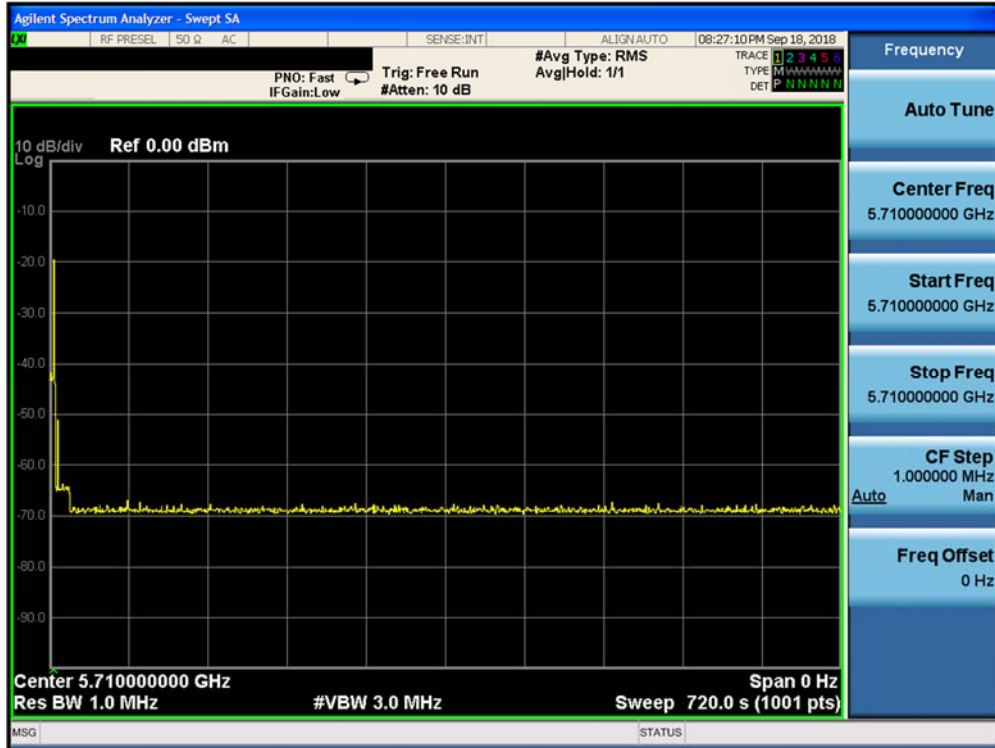 Agilent Spectrum Analyzer - Swept SA
LXI RF PRESEL 50 Ω AC SENSE:INT ALIGN AUTO 08:27:10 PM Sep 18, 2018
PNO: Fast
IFGain:Low
Trig: Free Run
#Atten: 10 dB
#Avg Type: RMS
Avg|Hold: 1/1
TRACE 1 2 3 4 5 6
TYPE M W W W W W
DET P N N N N N
10 dB/div Ref 0.00 dBm
Log
-10.0
-20.0
-30.0
-40.0
-50.0
-60.0
-70.0
-80.0
-90.0
Center 5.710000000 GHz Span 0 Hz
Res BW 1.0 MHz #VBW 3.0 MHz Sweep 720.0 s (1001 pts)
MSG STATUS
Frequency
Auto Tune
Center Freq
5.710000000 GHz
Start Freq
5.710000000 GHz
Stop Freq
5.710000000 GHz
CF Step
1.000000 MHz
Auto Man
Freq Offset
0 Hz